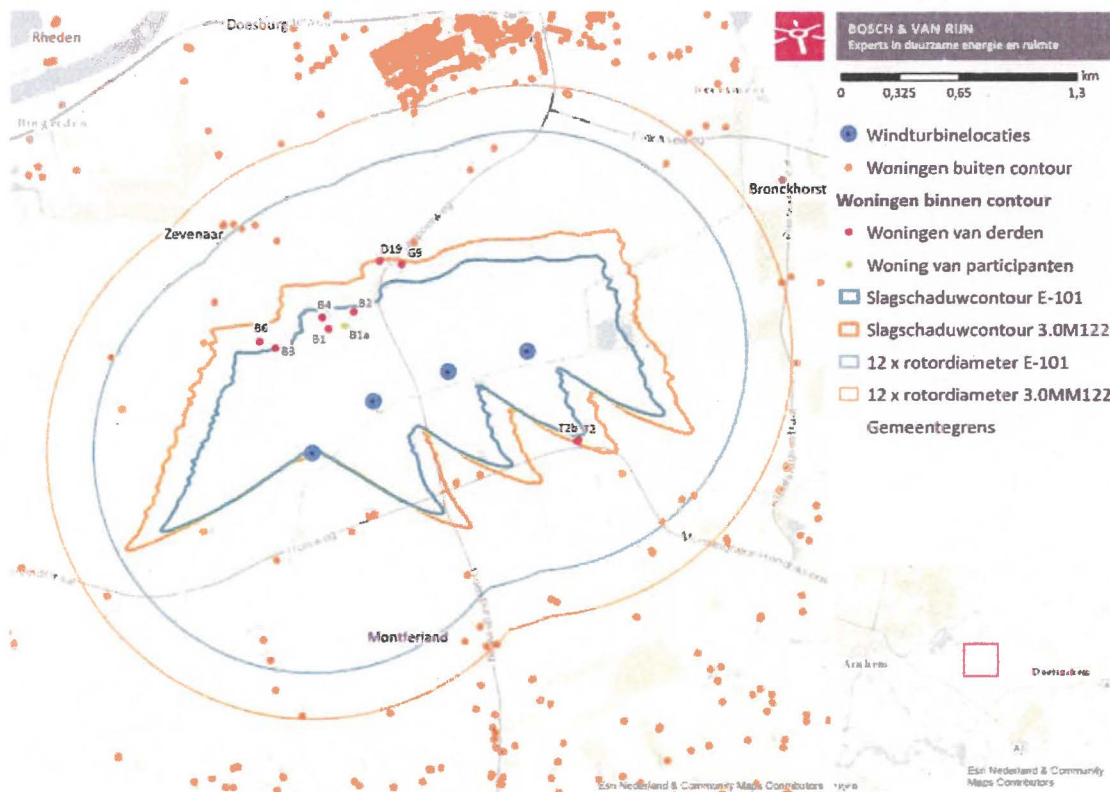 Rheden
Doesburg
BOSCH & VAN RIJN
Experts in duurzame energie en ruimte
km
0 0,325 0,65 1,3
Windturbinelocaties
Woningen buiten contour
Woningen binnen contour
Woningen van derden
Woning van participanten
Slagschaduwcontour E-101
Slagschaduwcontour 3.0M122
12 x rotordiameter E-101
12 x rotordiameter 3.0MM122
Gemeentegrens
Bronckhorst
Zevenaar
D19
G5
B4
B2
B6
B1
B1a
B3
T2b T2
Montferland
Arnhem
Doetinchem
Esri Nederland & Community Maps Contributors
Esri Nederland & Community
Maps Contributors